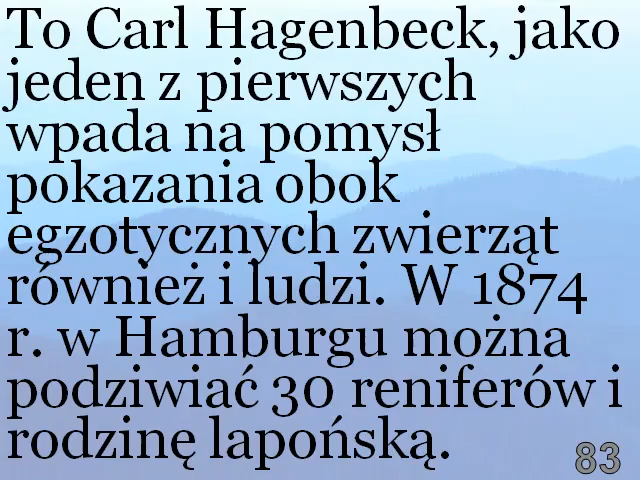 To Carl Hagenbeck, jako
jeden z pierwszych
wpada na pomysł
pokazania obok
egzotycznych zwierząt
również i ludzi. W 1874
r. w Hamburgu można
podziwiać 30 reniferów i
rodzinę lapońską.
83